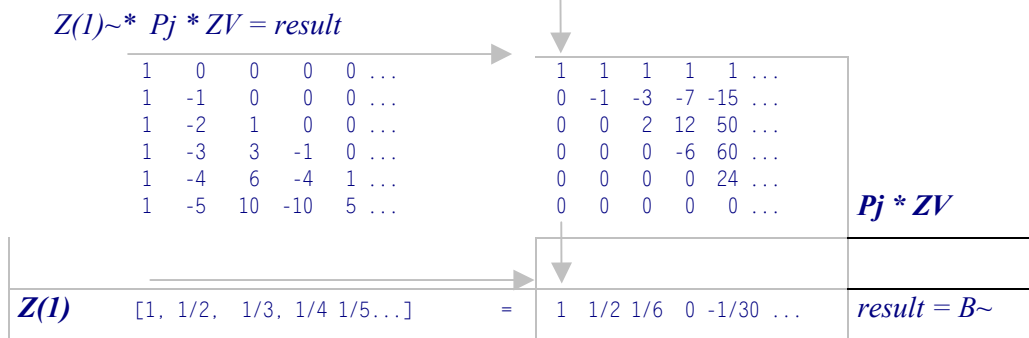 Z(1)~* Pj * ZV = result
1 0 0 0 0 ...
1 -1 0 0 0 ...
1 -2 1 0 0 ...
1 -3 3 -1 0 ...
1 -4 6 -4 1 ...
1 -5 10 -10 5 ...
1 1 1 1 1 ...
0 -1 -3 -7 -15 ...
0 0 2 12 50 ...
0 0 0 -6 60 ...
0 0 0 0 24 ...
0 0 0 0 0 ...
Pj * ZV
Z(1) [1, 1/2, 1/3, 1/4 1/5...] = 1 1/2 1/6 0 -1/30 ... result = B~